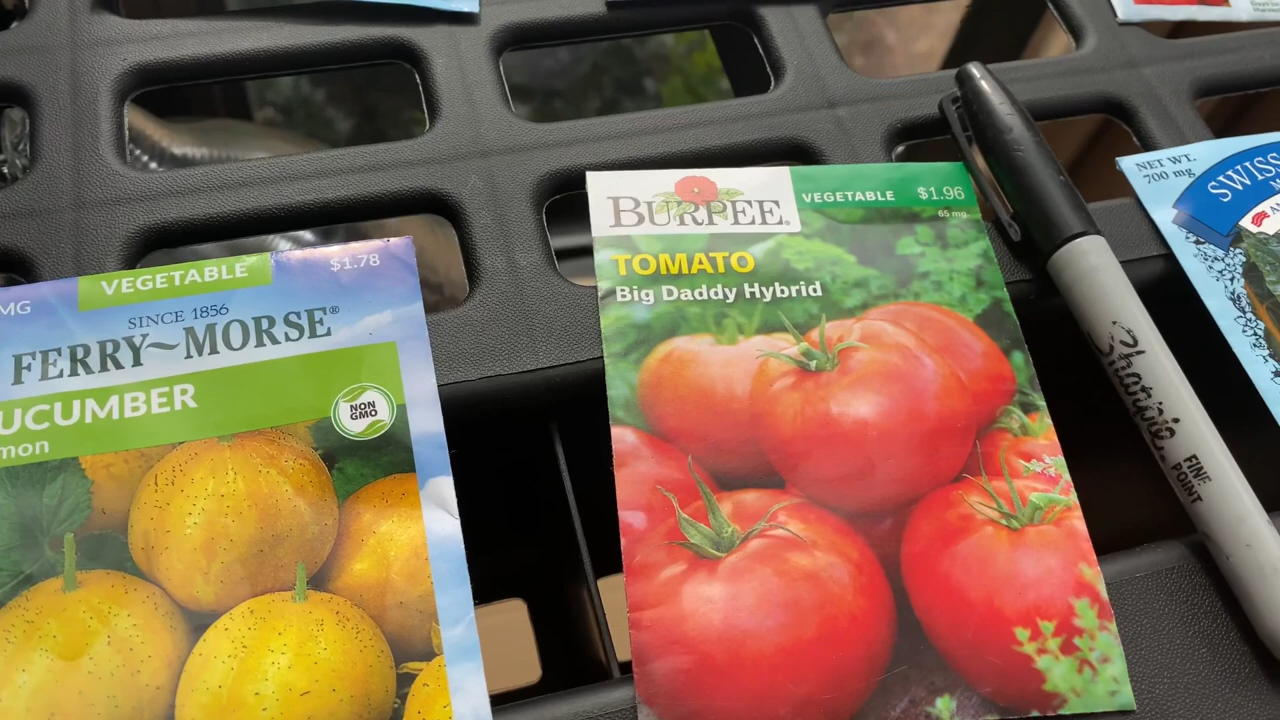 MG
VEGETABLE
$1.78
SINCE 1856
FERRY~MORSE®
UCUMBER
mon
NON
GMO
BURPEE®
VEGETABLE
$1.96
65 mg
TOMATO
Big Daddy Hybrid
Sharpie
FINE
POINT
NET WT.
700 mg
SWISS